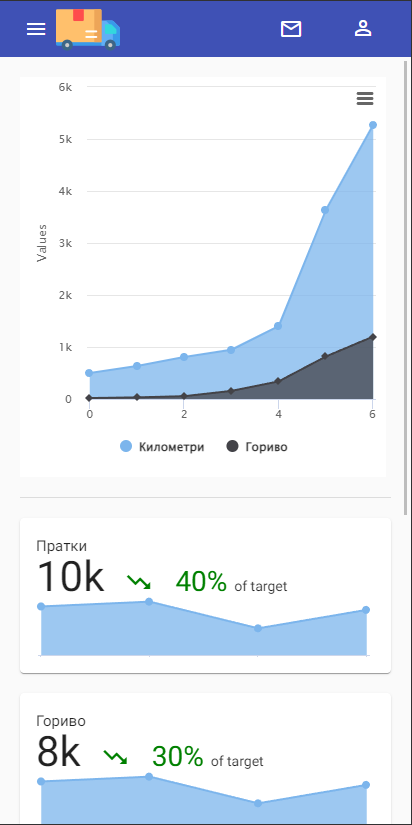 6k
5k
4k
3k
2k
1k
0
Values
0 2 4 6
Километри Гориво
Пратки
10k 40% of target
Гориво
8k 30% of target